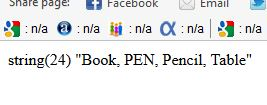 Share page: Facebook Email
: n/a : n/a : n/a : n/a : n/a
string(24) "Book, PEN, Pencil, Table"